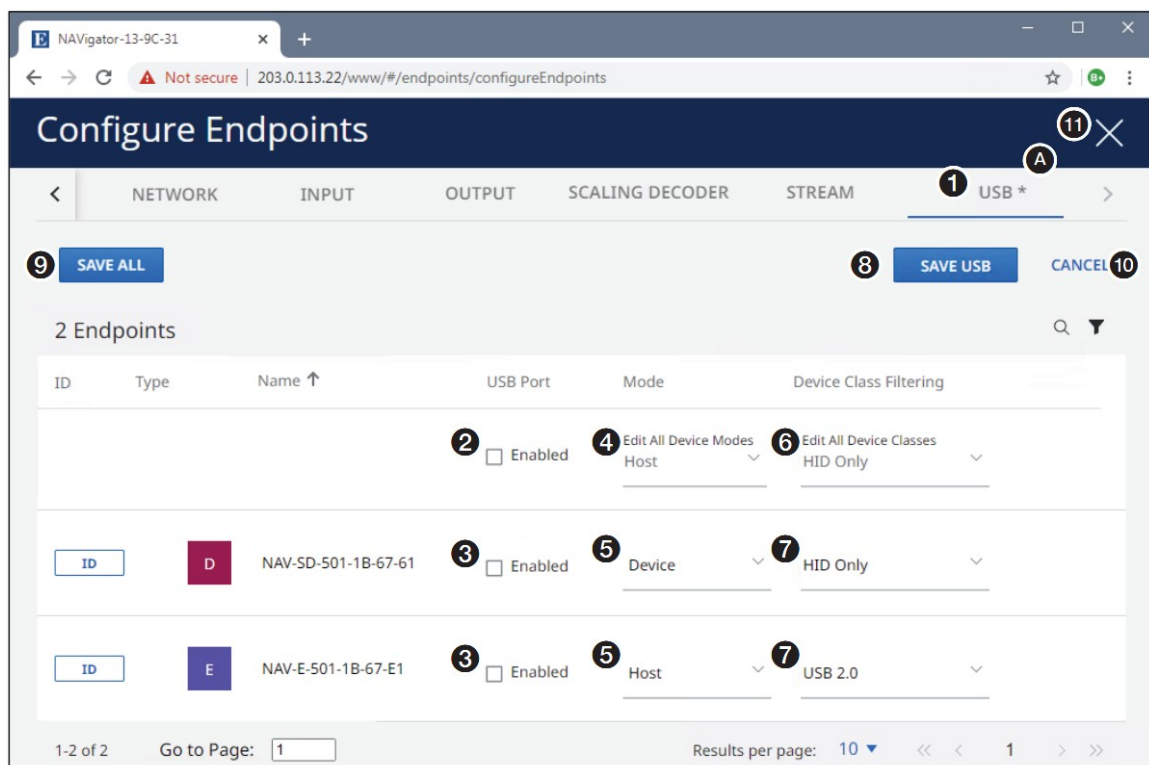 E NAVigator-13-9C-31
Not secure | 203.0.113.22/www/#/endpoints/configureEndpoints B+
Configure Endpoints 11
A
NETWORK INPUT OUTPUT SCALING DECODER STREAM 1 USB *
9 SAVE ALL 8 SAVE USB CANCEL 10
2 Endpoints
ID Type Name ↑ USB Port Mode Device Class Filtering
2 Enabled 4 Edit All Device Modes 6 Edit All Device Classes
Host HID Only
ID D NAV-SD-501-1B-67-61 3 Enabled 5 Device 7 HID Only
ID E NAV-E-501-1B-67-E1 3 Enabled 5 Host 7 USB 2.0
1-2 of 2 Go to Page: 1 Results per page: 10 ▼ << < 1 > >>